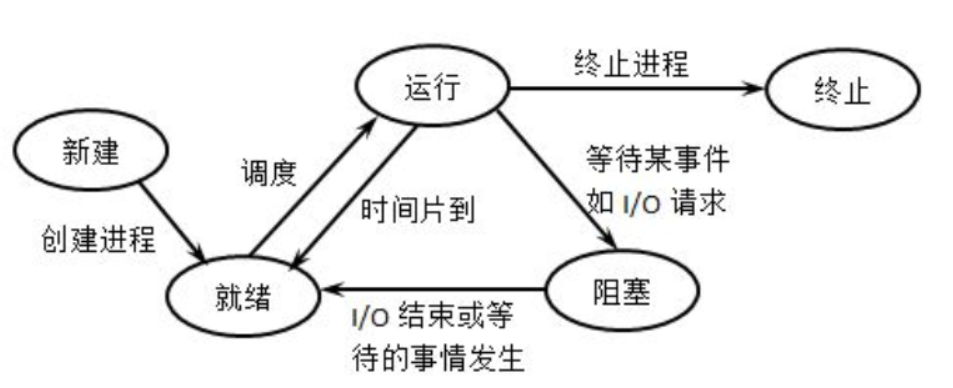 运行
终止进程
终止
新建
调度
等待某事件
如 I/O 请求
时间片到
创建进程
就绪
阻塞
I/O 结束或等
待的事情发生